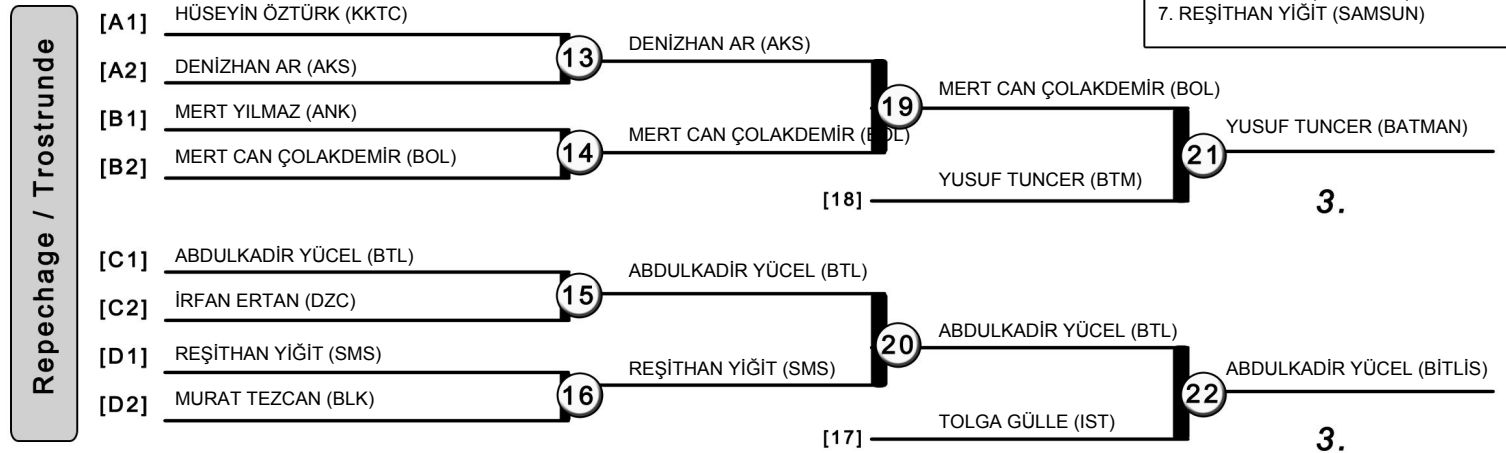 7. REŞİTHAN YİĞİT (SAMSUN)
Repechage / Trostrunde
[A1] HÜSEYİN ÖZTÜRK (KKTC)
[A2] DENİZHAN AR (AKS)
13
DENİZHAN AR (AKS)
[B1] MERT YILMAZ (ANK)
[B2] MERT CAN ÇOLAKDEMİR (BOL)
14
MERT CAN ÇOLAKDEMİR (BOL)
19
MERT CAN ÇOLAKDEMİR (BOL)
[18] YUSUF TUNCER (BTM)
21
YUSUF TUNCER (BATMAN)
3.
[C1] ABDULKADİR YÜCEL (BTL)
[C2] İRFAN ERTAN (DZC)
15
ABDULKADİR YÜCEL (BTL)
[D1] REŞİTHAN YİĞİT (SMS)
[D2] MURAT TEZCAN (BLK)
16
REŞİTHAN YİĞİT (SMS)
20
ABDULKADİR YÜCEL (BTL)
[17] TOLGA GÜLLE (IST)
22
ABDULKADİR YÜCEL (BİTLİS)
3.